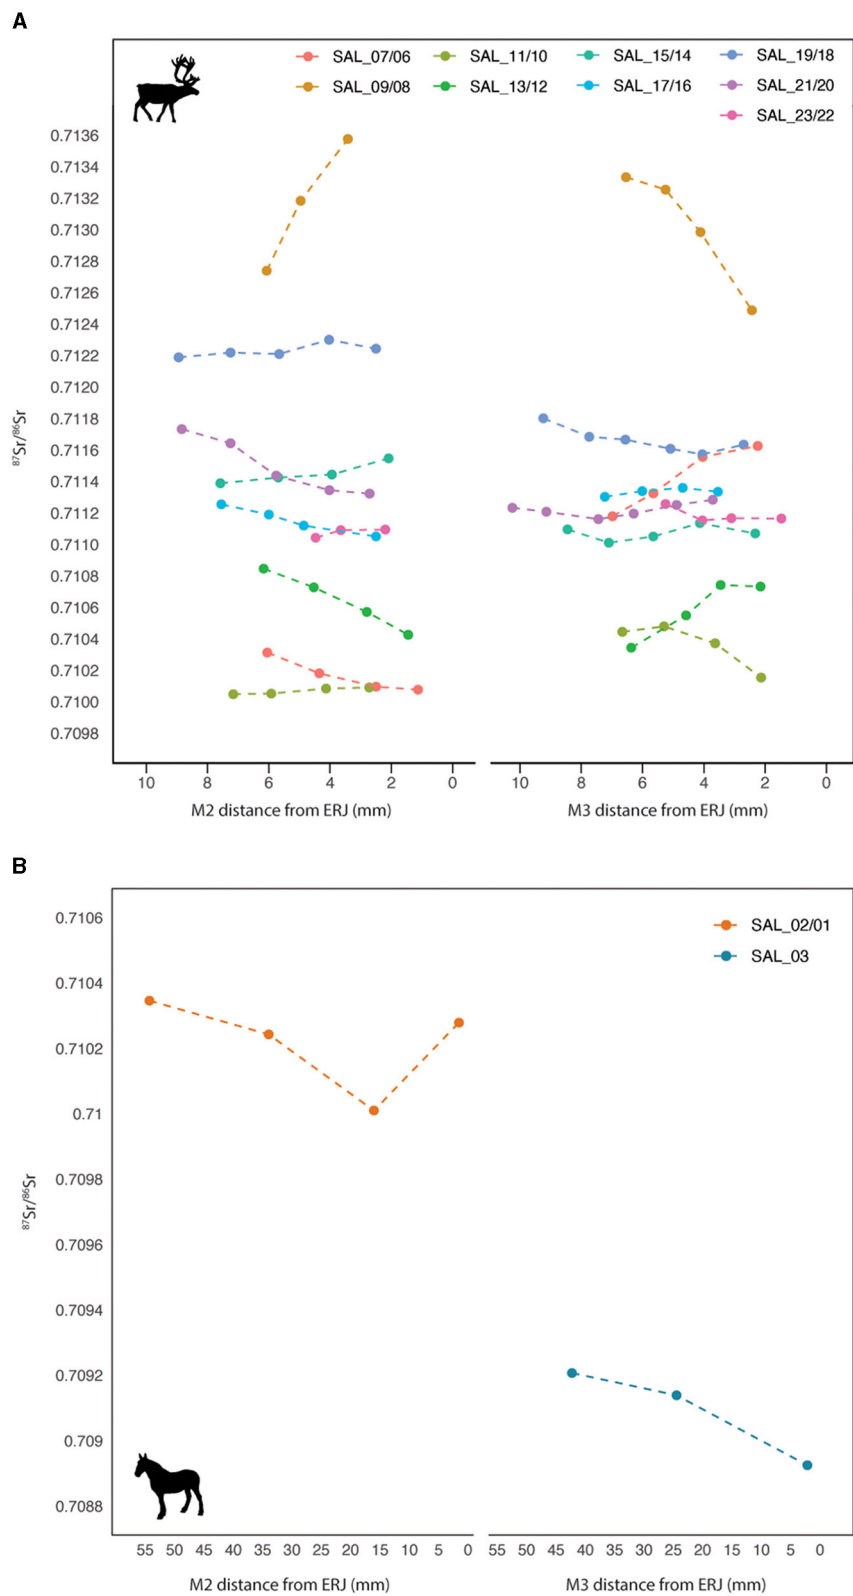 A
SAL_07/06 SAL_11/10 SAL_15/14 SAL_19/18
SAL_09/08 SAL_13/12 SAL_17/16 SAL_21/20
SAL_23/22
0.7136
0.7134
0.7132
0.7130
0.7128
0.7126
0.7124
0.7122
0.7120
0.7118
0.7116
0.7114
0.7112
0.7110
0.7108
0.7106
0.7104
0.7102
0.7100
0.7098
⁸⁷Sr/⁸⁶Sr
10 8 6 4 2 0 10 8 6 4 2 0
M2 distance from ERJ (mm) M3 distance from ERJ (mm)
B
SAL_02/01
SAL_03
0.7106
0.7104
0.7102
0.71
0.7098
0.7096
0.7094
0.7092
0.709
0.7088
⁸⁷Sr/⁸⁶Sr
55 50 45 40 35 30 25 20 15 10 5 0 55 50 45 40 35 30 25 20 15 10 5 0
M2 distance from ERJ (mm) M3 distance from ERJ (mm)